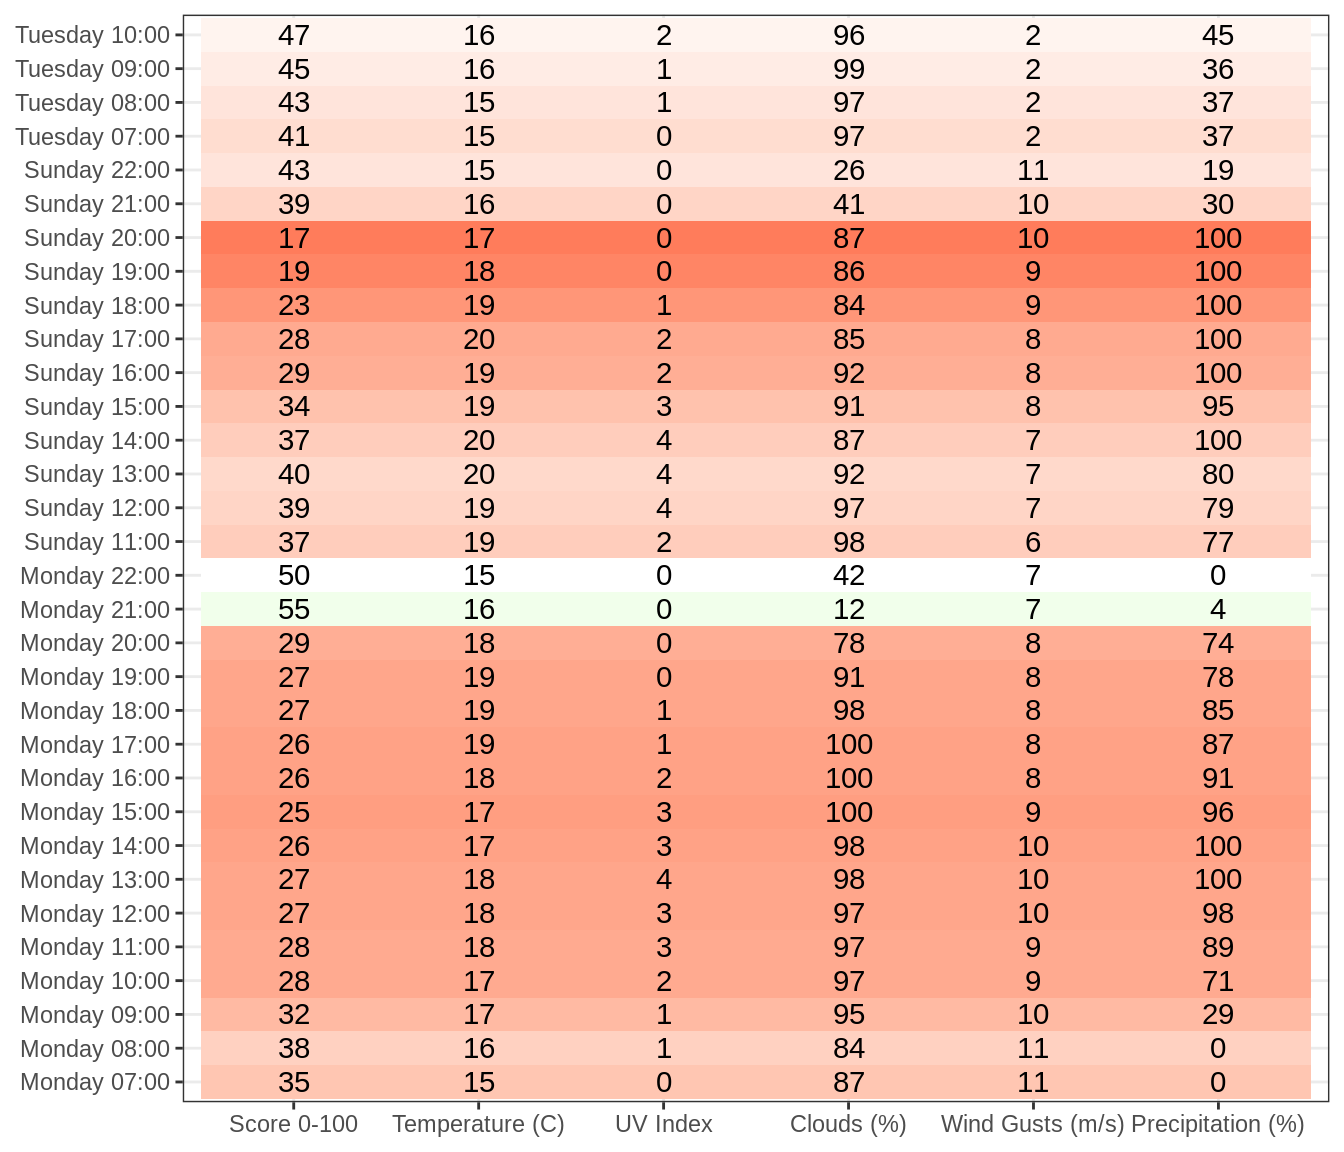 Tuesday 10:00 47 16 2 96 2 45
Tuesday 09:00 45 16 1 99 2 36
Tuesday 08:00 43 15 1 97 2 37
Tuesday 07:00 41 15 0 97 2 37
Sunday 22:00 43 15 0 26 11 19
Sunday 21:00 39 16 0 41 10 30
Sunday 20:00 17 17 0 87 10 100
Sunday 19:00 19 18 0 86 9 100
Sunday 18:00 23 19 1 84 9 100
Sunday 17:00 28 20 2 85 8 100
Sunday 16:00 29 19 2 92 8 100
Sunday 15:00 34 19 3 91 8 95
Sunday 14:00 37 20 4 87 7 100
Sunday 13:00 40 20 4 92 7 80
Sunday 12:00 39 19 4 97 7 79
Sunday 11:00 37 19 2 98 6 77
Monday 22:00 50 15 0 42 7 0
Monday 21:00 55 16 0 12 7 4
Monday 20:00 29 18 0 78 8 74
Monday 19:00 27 19 0 91 8 78
Monday 18:00 27 19 1 98 8 85
Monday 17:00 26 19 1 100 8 87
Monday 16:00 26 18 2 100 8 91
Monday 15:00 25 17 3 100 9 96
Monday 14:00 26 17 3 98 10 100
Monday 13:00 27 18 4 98 10 100
Monday 12:00 27 18 3 97 10 98
Monday 11:00 28 18 3 97 9 89
Monday 10:00 28 17 2 97 9 71
Monday 09:00 32 17 1 95 10 29
Monday 08:00 38 16 1 84 11 0
Monday 07:00 35 15 0 87 11 0
Score 0-100 Temperature (C) UV Index Clouds (%) Wind Gusts (m/s) Precipitation (%)